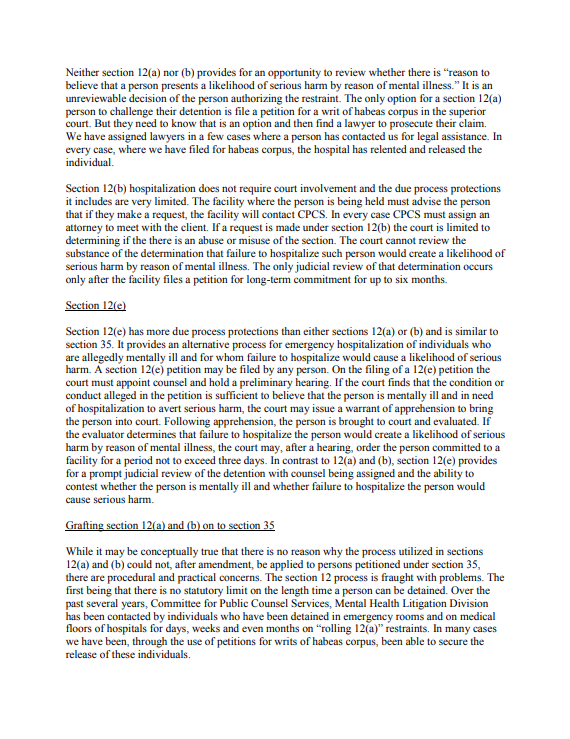 Neither section 12(a) nor (b) provides for an opportunity to review whether there is “reason to
believe that a person presents a likelihood of serious harm by reason of mental illness.” It is an
unreviewable decision of the person authorizing the restraint. The only option for a section 12(a)
person to challenge their detention is file a petition for a writ of habeas corpus in the superior
court. But they need to know that is an option and then find a lawyer to prosecute their claim.
We have assigned lawyers in a few cases where a person has contacted us for legal assistance. In
every case, where we have filed for habeas corpus, the hospital has relented and released the
individual.
Section 12(b) hospitalization does not require court involvement and the due process protections
it includes are very limited. The facility where the person is being held must advise the person
that if they make a request, the facility will contact CPCS. In every case CPCS must assign an
attorney to meet with the client. If a request is made under section 12(b) the court is limited to
determining if the there is an abuse or misuse of the section. The court cannot review the
substance of the determination that failure to hospitalize such person would create a likelihood of
serious harm by reason of mental illness. The only judicial review of that determination occurs
only after the facility files a petition for long-term commitment for up to six months.
Section 12(e)
Section 12(e) has more due process protections than either sections 12(a) or (b) and is similar to
section 35. It provides an alternative process for emergency hospitalization of individuals who
are allegedly mentally ill and for whom failure to hospitalize would cause a likelihood of serious
harm. A section 12(e) petition may be filed by any person. On the filing of a 12(e) petition the
court must appoint counsel and hold a preliminary hearing. If the court finds that the condition or
conduct alleged in the petition is sufficient to believe that the person is mentally ill and in need
of hospitalization to avert serious harm, the court may issue a warrant of apprehension to bring
the person into court. Following apprehension, the person is brought to court and evaluated. If
the evaluator determines that failure to hospitalize the person would create a likelihood of serious
harm by reason of mental illness, the court may, after a hearing, order the person committed to a
facility for a period not to exceed three days. In contrast to 12(a) and (b), section 12(e) provides
for a prompt judicial review of the detention with counsel being assigned and the ability to
contest whether the person is mentally ill and whether failure to hospitalize the person would
cause serious harm.
Grafting section 12(a) and (b) on to section 35
While it may be conceptually true that there is no reason why the process utilized in sections
12(a) and (b) could not, after amendment, be applied to persons petitioned under section 35,
there are procedural and practical concerns. The section 12 process is fraught with problems. The
first being that there is no statutory limit on the length time a person can be detained. Over the
past several years, Committee for Public Counsel Services, Mental Health Litigation Division
has been contacted by individuals who have been detained in emergency rooms and on medical
floors of hospitals for days, weeks and even months on “rolling 12(a)” restraints. In many cases
we have been, through the use of petitions for writs of habeas corpus, been able to secure the
release of these individuals.